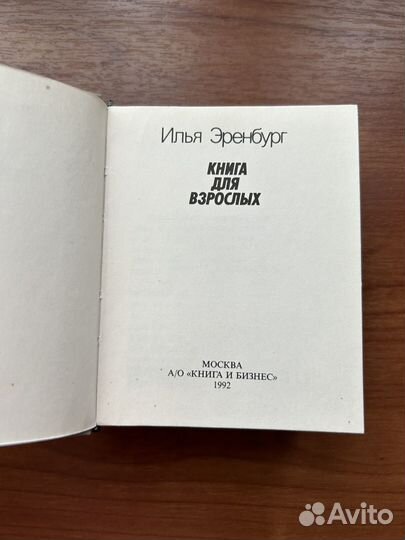 Илья Эренбург
КНИГА
ДЛЯ
ВЗРОСЛЫХ
МОСКВА
А/О «КНИГА И БИЗНЕС»
1992
Avito